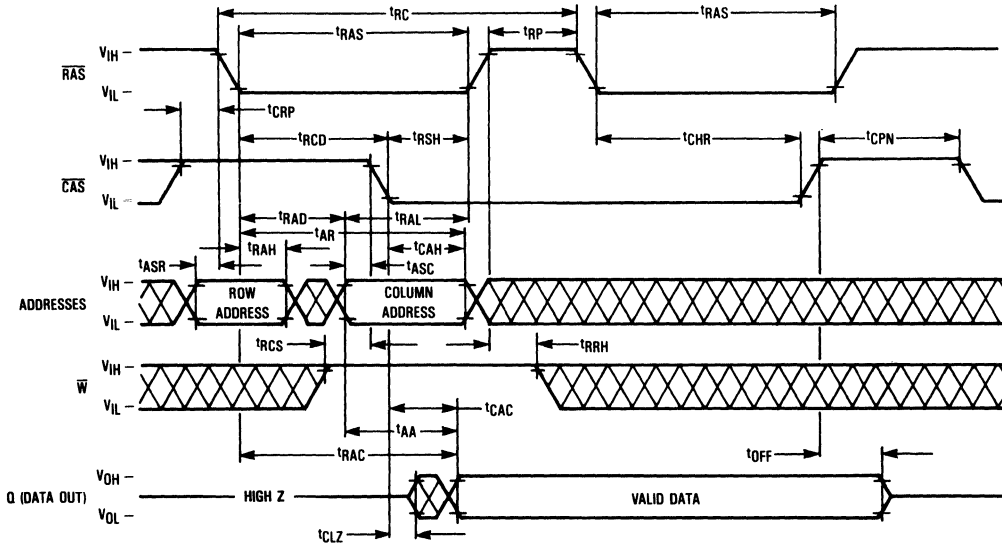 tRC
tRAS
tRP
tRAS
VIH
RAS
VIL
tCRP
tRCD
tRSH
tCHR
tCPN
VIH
CAS
VIL
tRAD
tRAL
tAR
tRAH
tCAH
tASR
tASC
VIH
ADDRESSES
ROW ADDRESS
COLUMN ADDRESS
VIL
tRCS
tRRH
VIH
W
VIL
tCAC
tAA
tRAC
tOFF
VOH
Q (DATA OUT)
HIGH Z
VALID DATA
VOL
tCLZ